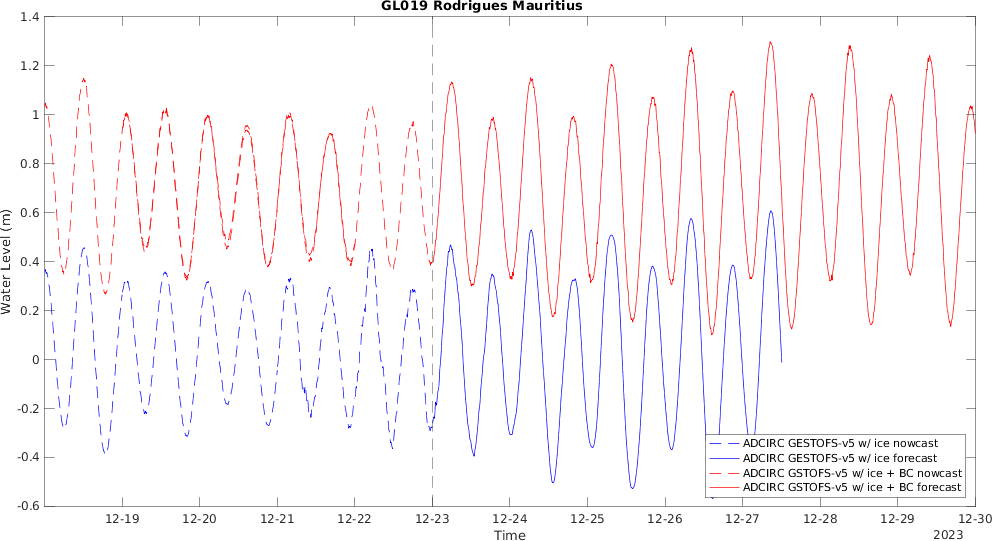 GL019 Rodrigues Mauritius
1.4
1.2
1
0.8
0.6
0.4
0.2
0
-0.2
-0.4
-0.6
Water Level (m)
ADCIRC GESTOFS-v5 w/ ice nowcast
ADCIRC GESTOFS-v5 w/ ice forecast
ADCIRC GSTOFS-v5 w/ ice + BC nowcast
ADCIRC GSTOFS-v5 w/ ice + BC forecast
12-19 12-20 12-21 12-22 12-23 12-24 12-25 12-26 12-27 12-28 12-29 12-30
Time 2023